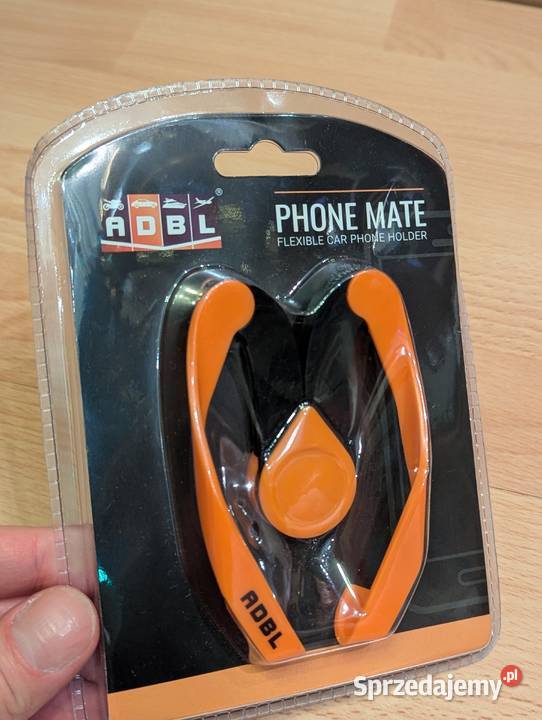 ADBL®
PHONE MATE
FLEXIBLE CAR PHONE HOLDER
ADBL
Sprzedajemy.pl